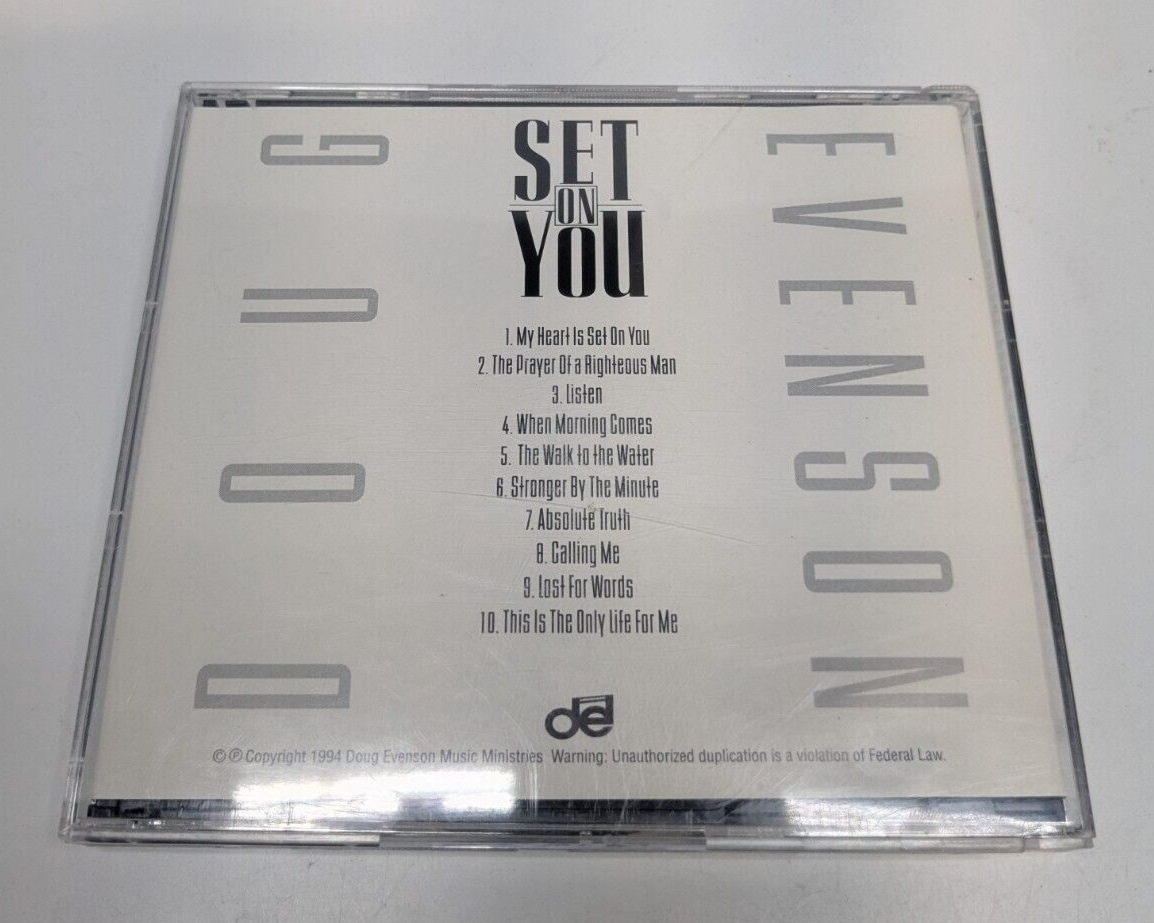 DOUG
SET
ON
YOU
EVENSON
1. My Heart Is Set On You
2. The Prayer Of a Righteous Man
3. Listen
4. When Morning Comes
5. The Walk to the Water
6. Stronger By The Minute
7. Absolute Truth
8. Calling Me
9. Lost For Words
10. This Is The Only Life For Me
de
© ℗ Copyright 1994 Doug Evenson Music Ministries Warning: Unauthorized duplication is a violation of Federal Law.